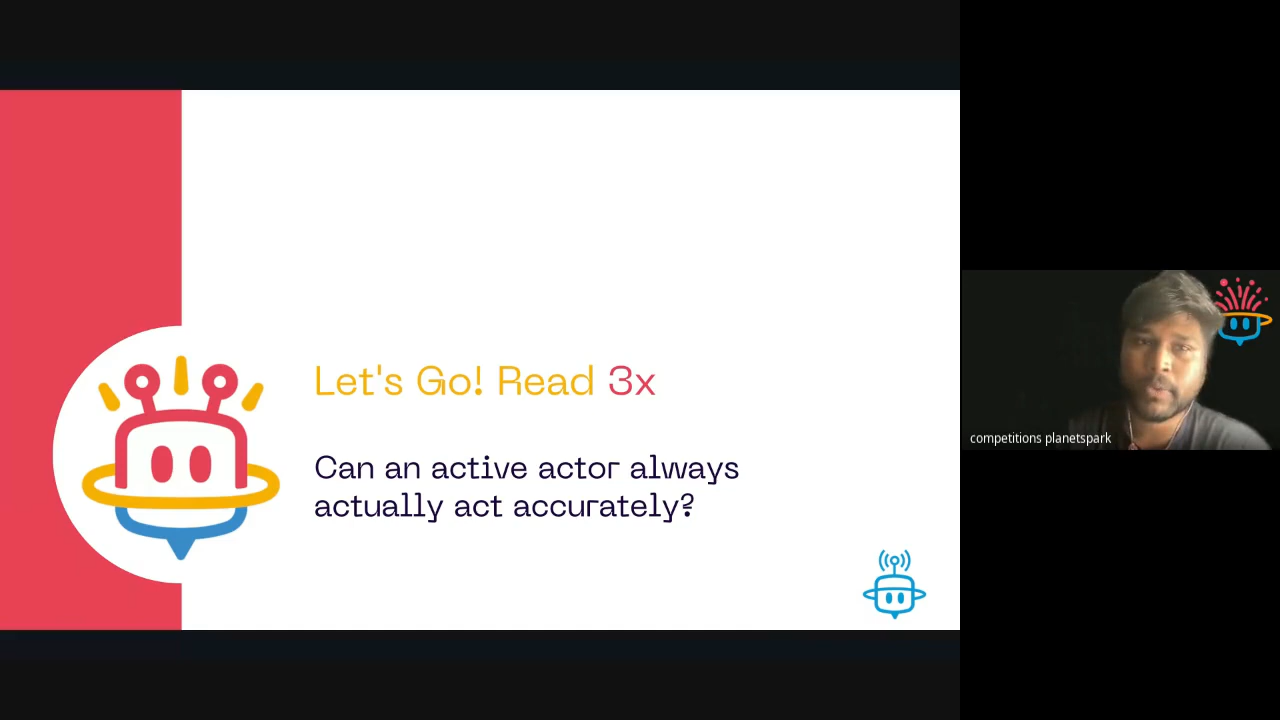 Let's Go! Read 3x
Can an active actor always
actually act accurately?
competitions planetspark